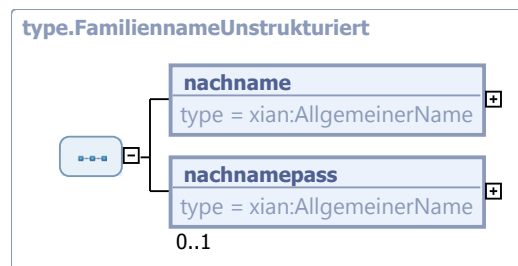 type.FamiliennameUnstrukturiert
nachname
type = xian:AllgemeinerName
nachnamepass
type = xian:AllgemeinerName
0..1